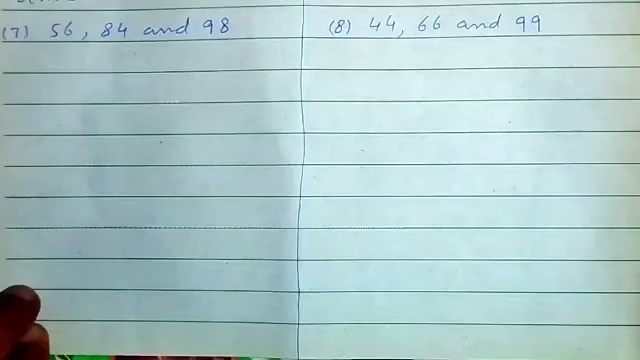 (7) 56, 84 and 98
(8) 44, 66 and 99